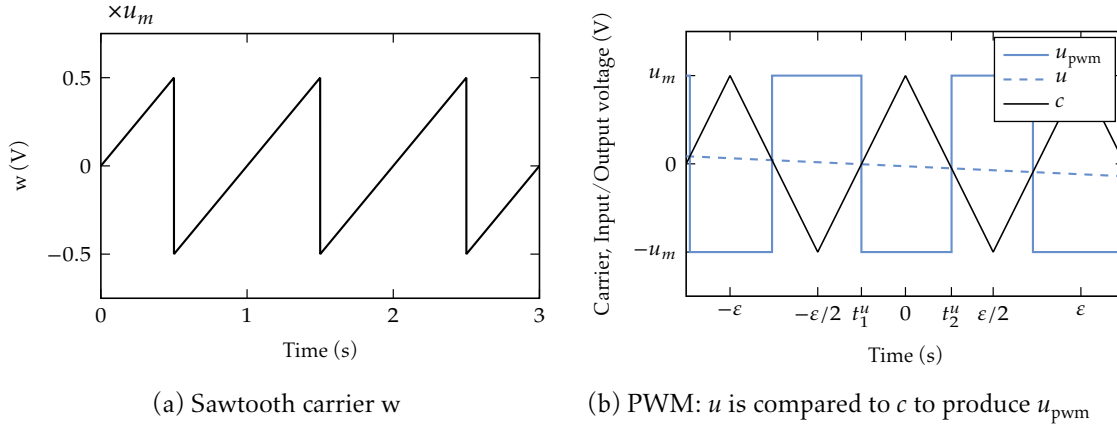 ×u_m
0.5
0
−0.5
w (V)
0 1 2 3
Time (s)
(a) Sawtooth carrier w
Carrier, Input/Output voltage (V)
u_m
0
−u_m
u_pwm
u
c
−ε −ε/2 t_1^u 0 t_2^u ε/2 ε
Time (s)
(b) PWM: u is compared to c to produce u_pwm